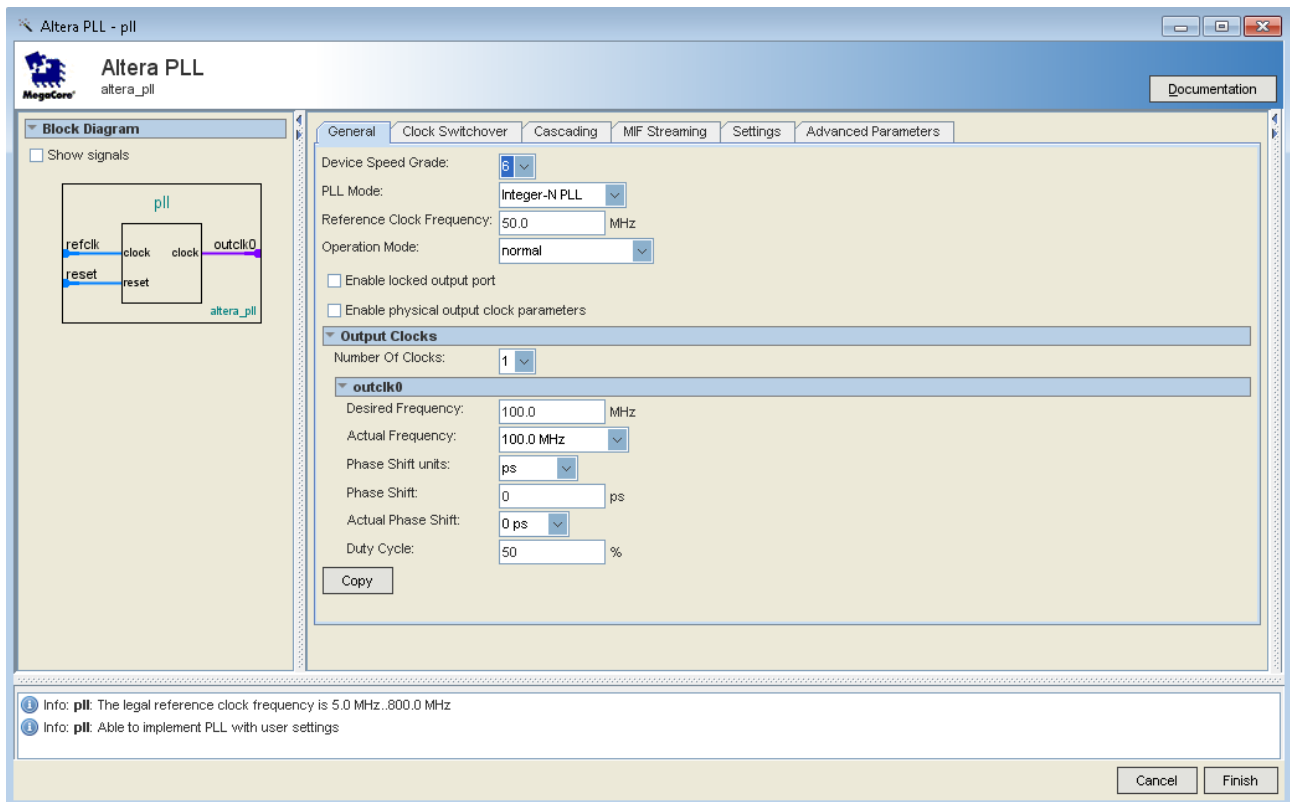 Altera PLL - pll
MegaCore®
Altera PLL
altera_pll
Documentation
Block Diagram
Show signals
pll
refclk
clock
clock
outclk0
reset
reset
altera_pll
General
Clock Switchover
Cascading
MIF Streaming
Settings
Advanced Parameters
Device Speed Grade: 6
PLL Mode: Integer-N PLL
Reference Clock Frequency: 50.0 MHz
Operation Mode: normal
Enable locked output port
Enable physical output clock parameters
Output Clocks
Number Of Clocks: 1
outclk0
Desired Frequency: 100.0 MHz
Actual Frequency: 100.0 MHz
Phase Shift units: ps
Phase Shift: 0 ps
Actual Phase Shift: 0 ps
Duty Cycle: 50 %
Copy
Info: pll: The legal reference clock frequency is 5.0 MHz..800.0 MHz
Info: pll: Able to implement PLL with user settings
Cancel
Finish